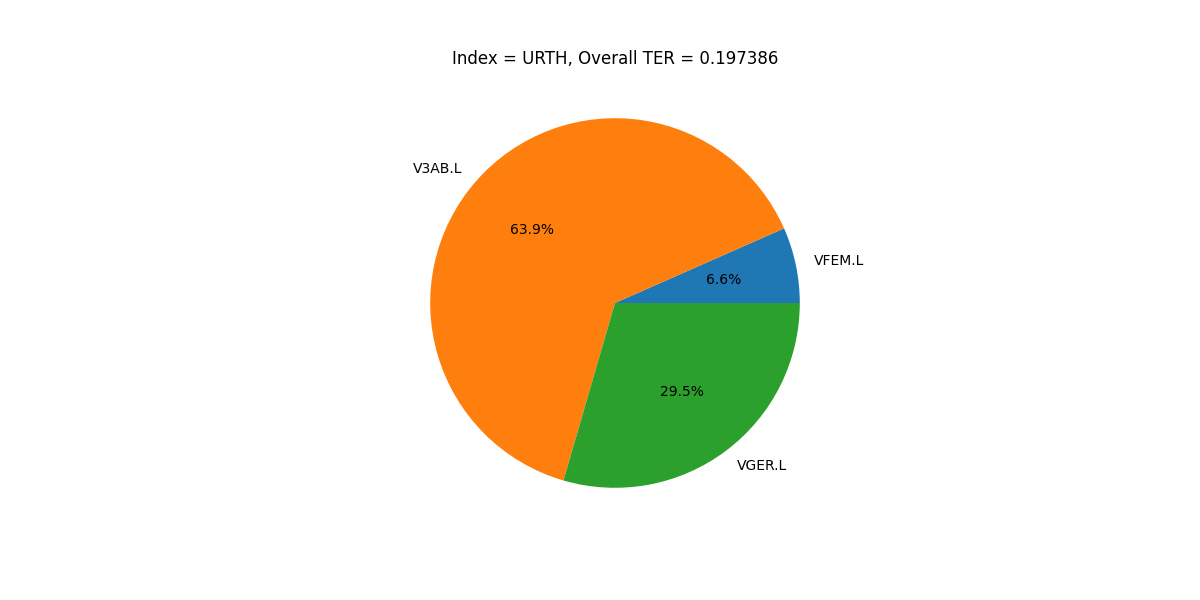 Index = URTH, Overall TER = 0.197386
V3AB.L
63.9%
VFEM.L
6.6%
29.5%
VGER.L